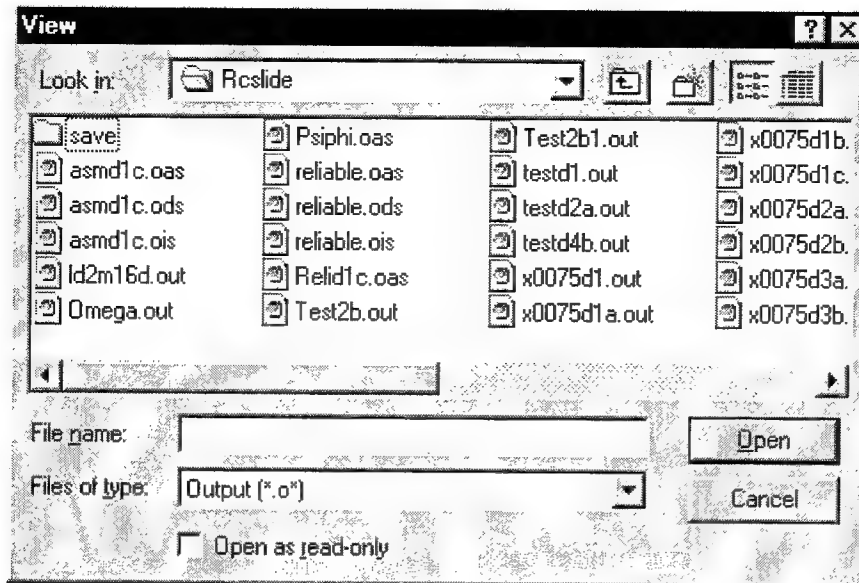 View
Look in: Rcslide
save Psiphi.oas Test2b1.out x0075d1b.
asmd1c.oas reliable.oas testd1.out x0075d1c.
asmd1c.ods reliable.ods testd2a.out x0075d2a.
asmd1c.ois reliable.ois testd4b.out x0075d2b.
ld2m16d.out Relid1c.oas x0075d1.out x0075d3a.
Omega.out Test2b.out x0075d1a.out x0075d3b.
File name: Open
Files of type: Output (*.o*) Cancel
Open as read-only